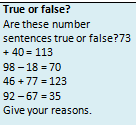 True or false?
Are these number
sentences true or false?73
+ 40 = 113
98 – 18 = 70
46 + 77 = 123
92 – 67 = 35
Give your reasons.